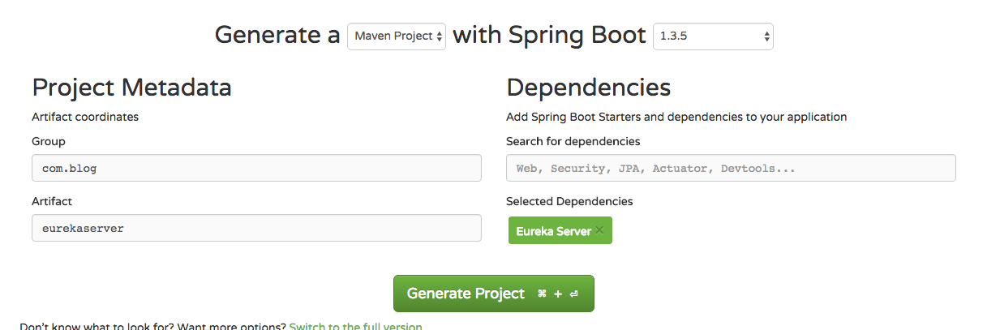 Generate a Maven Project with Spring Boot 1.3.5
Project Metadata
Artifact coordinates
Group
com.blog
Artifact
eurekaserver
Dependencies
Add Spring Boot Starters and dependencies to your application
Search for dependencies
Web, Security, JPA, Actuator, Devtools...
Selected Dependencies
Eureka Server ×
Generate Project ⌘ + ⏎
Don't know what to look for? Want more options? Switch to the full version.